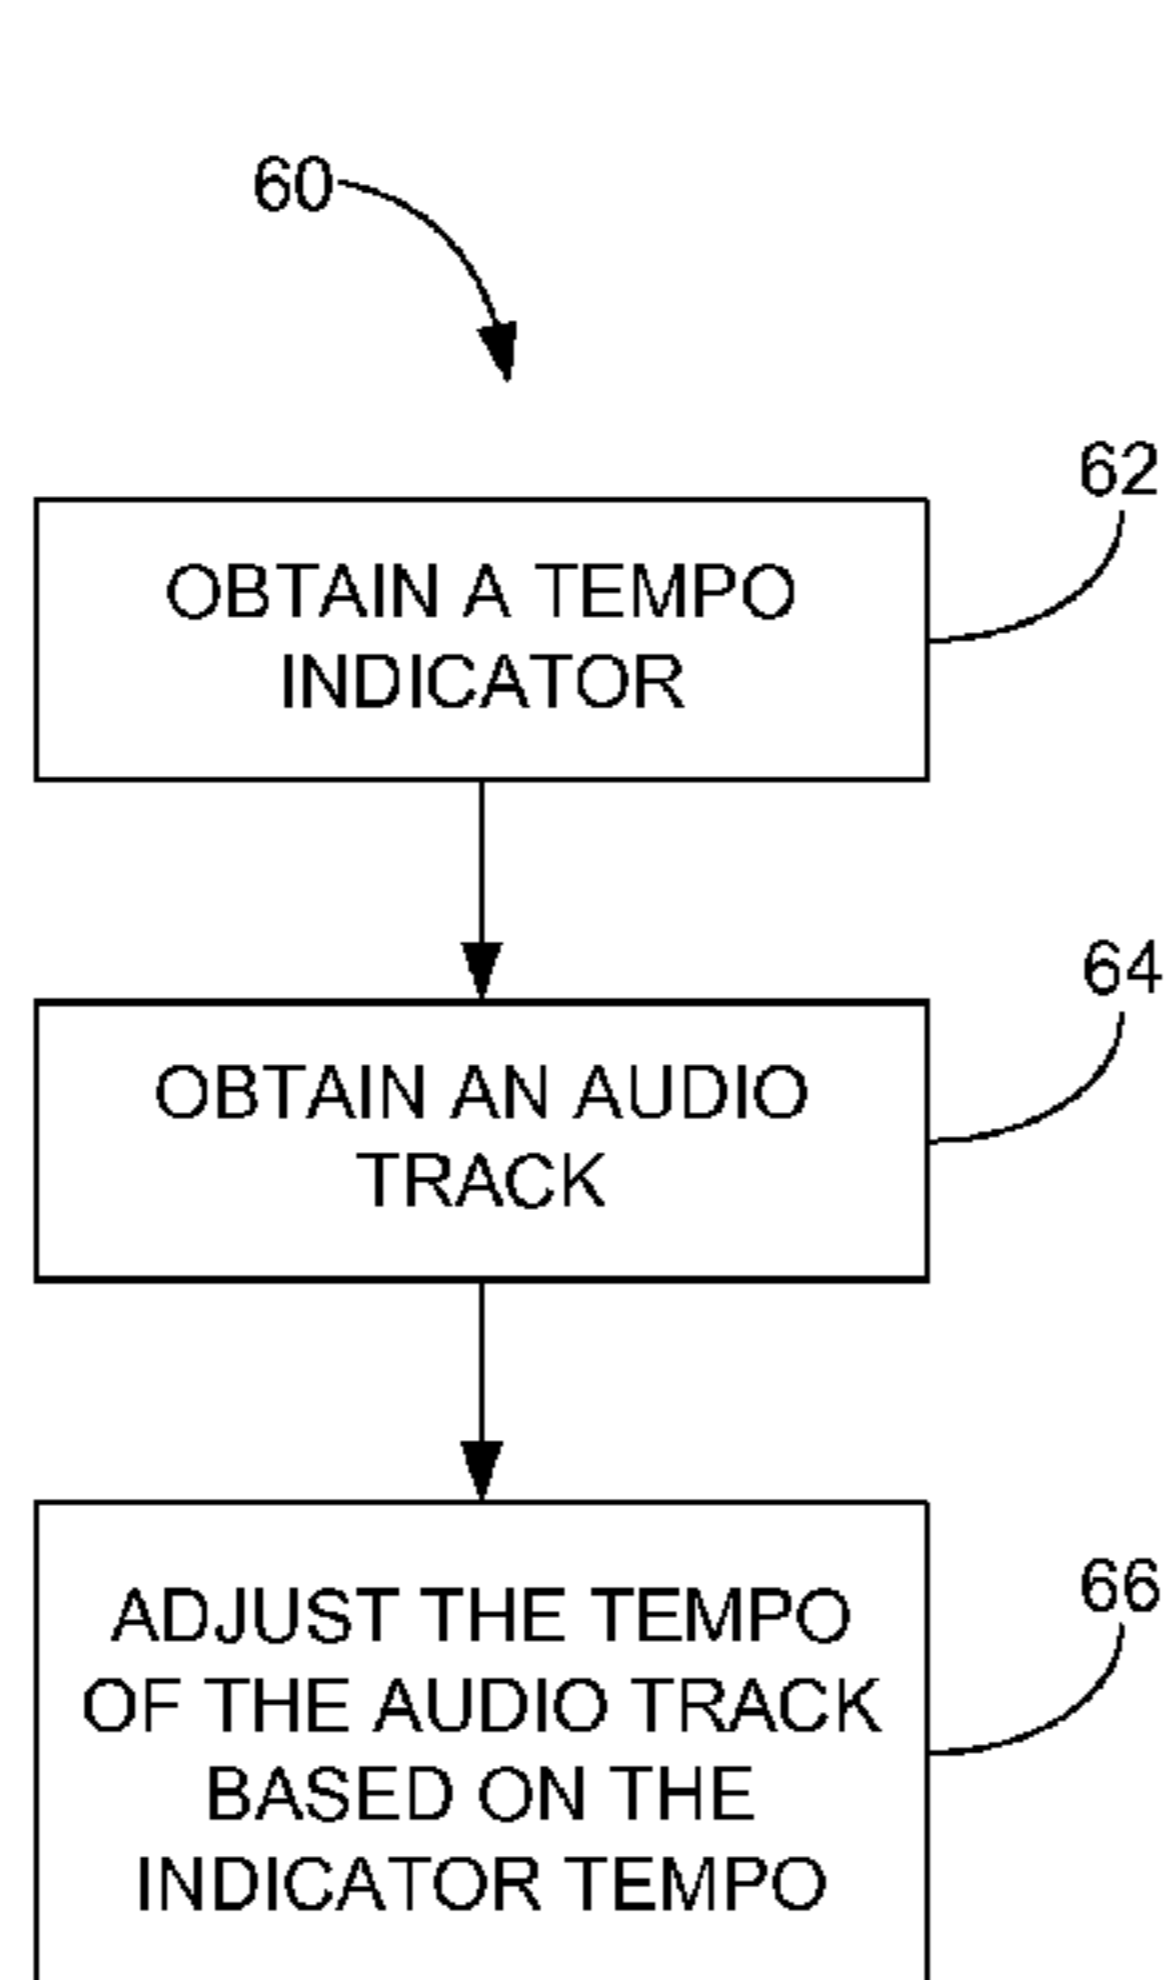 60
62
OBTAIN A TEMPO
INDICATOR
64
OBTAIN AN AUDIO
TRACK
66
ADJUST THE TEMPO
OF THE AUDIO TRACK
BASED ON THE
INDICATOR TEMPO